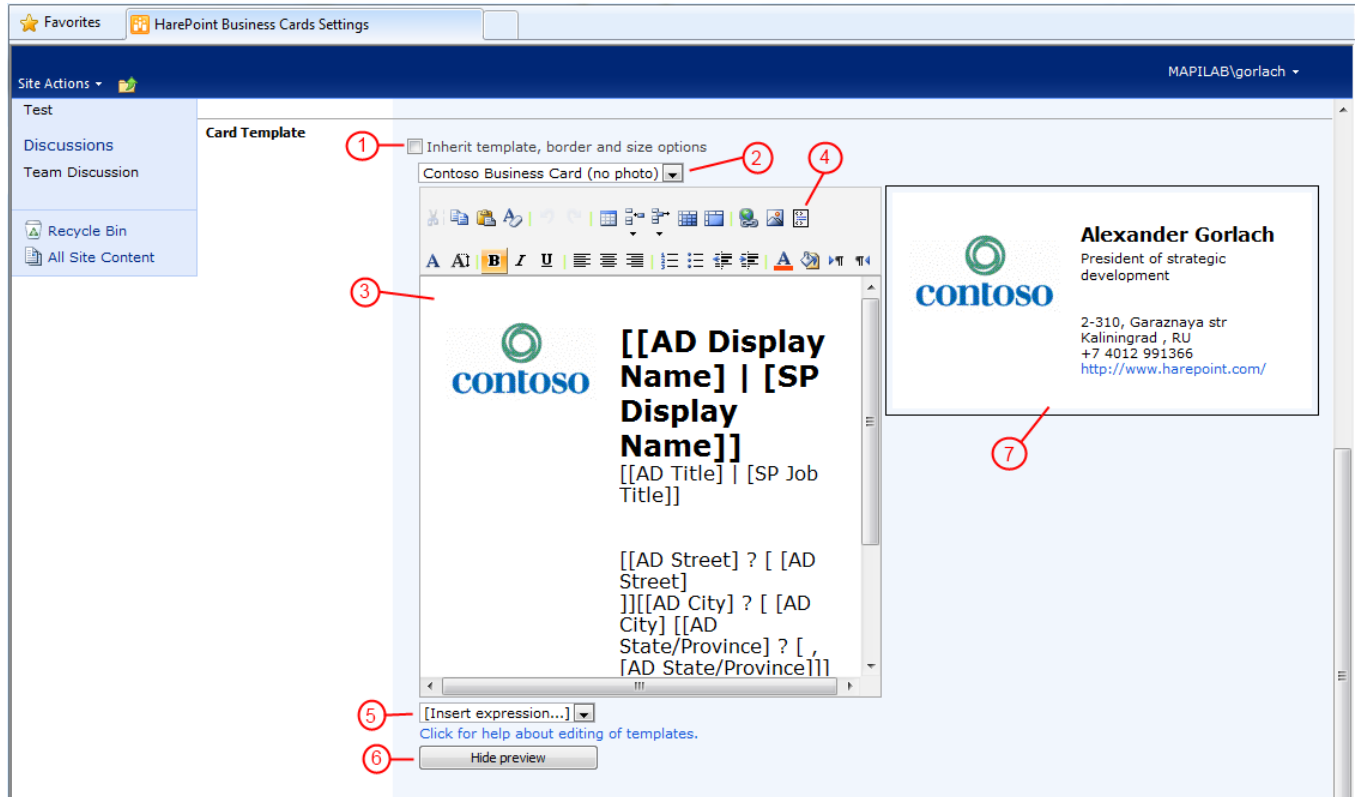 Favorites
HarePoint Business Cards Settings
Site Actions
MAPILAB\gorlach
Test
Discussions
Team Discussion
Recycle Bin
All Site Content
Card Template
1
Inherit template, border and size options
2
Contoso Business Card (no photo)
4
A A B I U A
3
contoso
[[AD Display
Name] | [SP
Display
Name]]
[[AD Title] | [SP Job
Title]]
[[AD Street] ? [ [AD
Street]
]][[AD City] ? [ [AD
City] [[AD
State/Province] ? [ ,
[AD State/Province]]]
contoso
Alexander Gorlach
President of strategic
development
2-310, Garaznaya str
Kaliningrad , RU
+7 4012 991366
http://www.harepoint.com/
7
5
[Insert expression...]
Click for help about editing of templates.
6
Hide preview